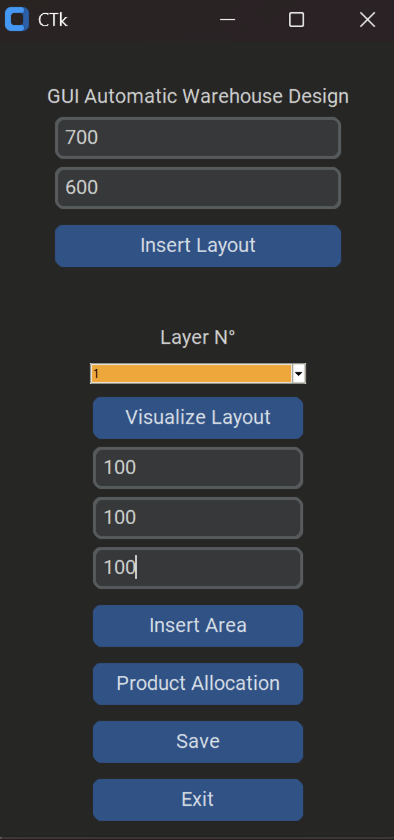 CTk
GUI Automatic Warehouse Design
700
600
Insert Layout
Layer N°
1
Visualize Layout
100
100
100
Insert Area
Product Allocation
Save
Exit